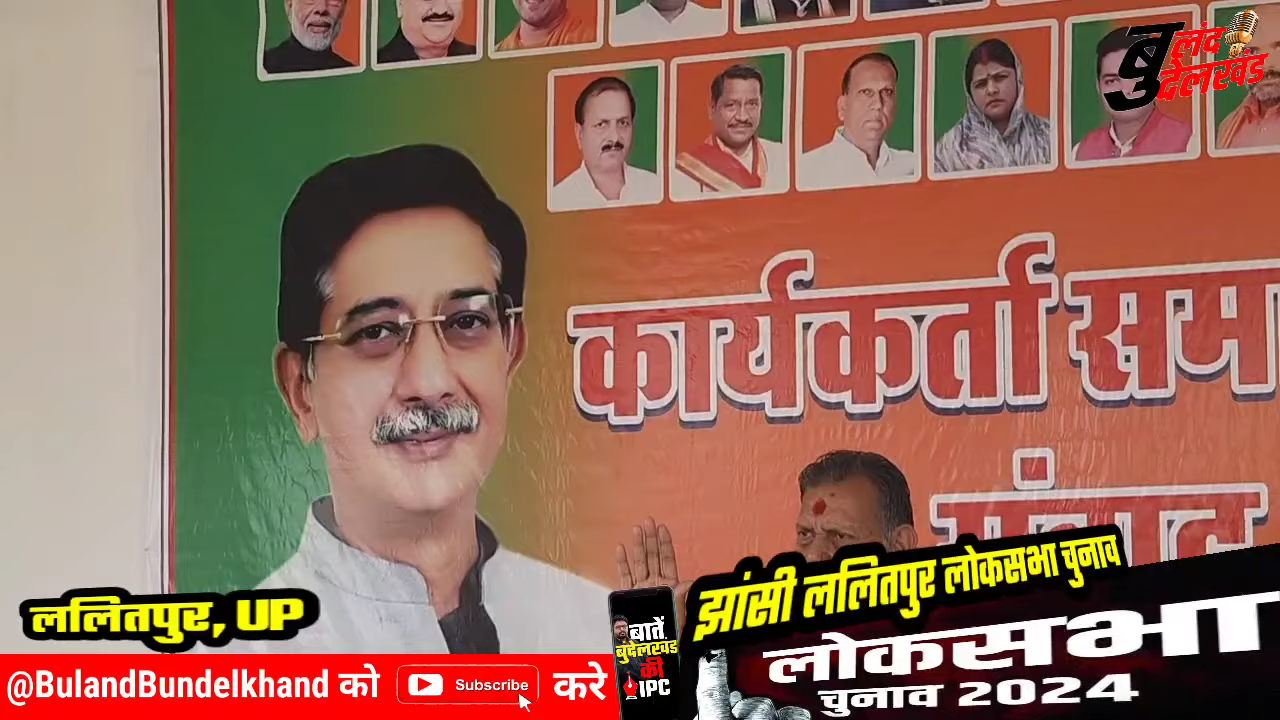 बुलंद
बुंदेलखंड
कार्यकर्ता सम
ललितपुर, UP
झांसी ललितपुर लोकसभा चुनाव
लोकसभा
चुनाव 2024
बातें
बुंदेलखंड
की
IPC
@BulandBundelkhand को Subscribe करे